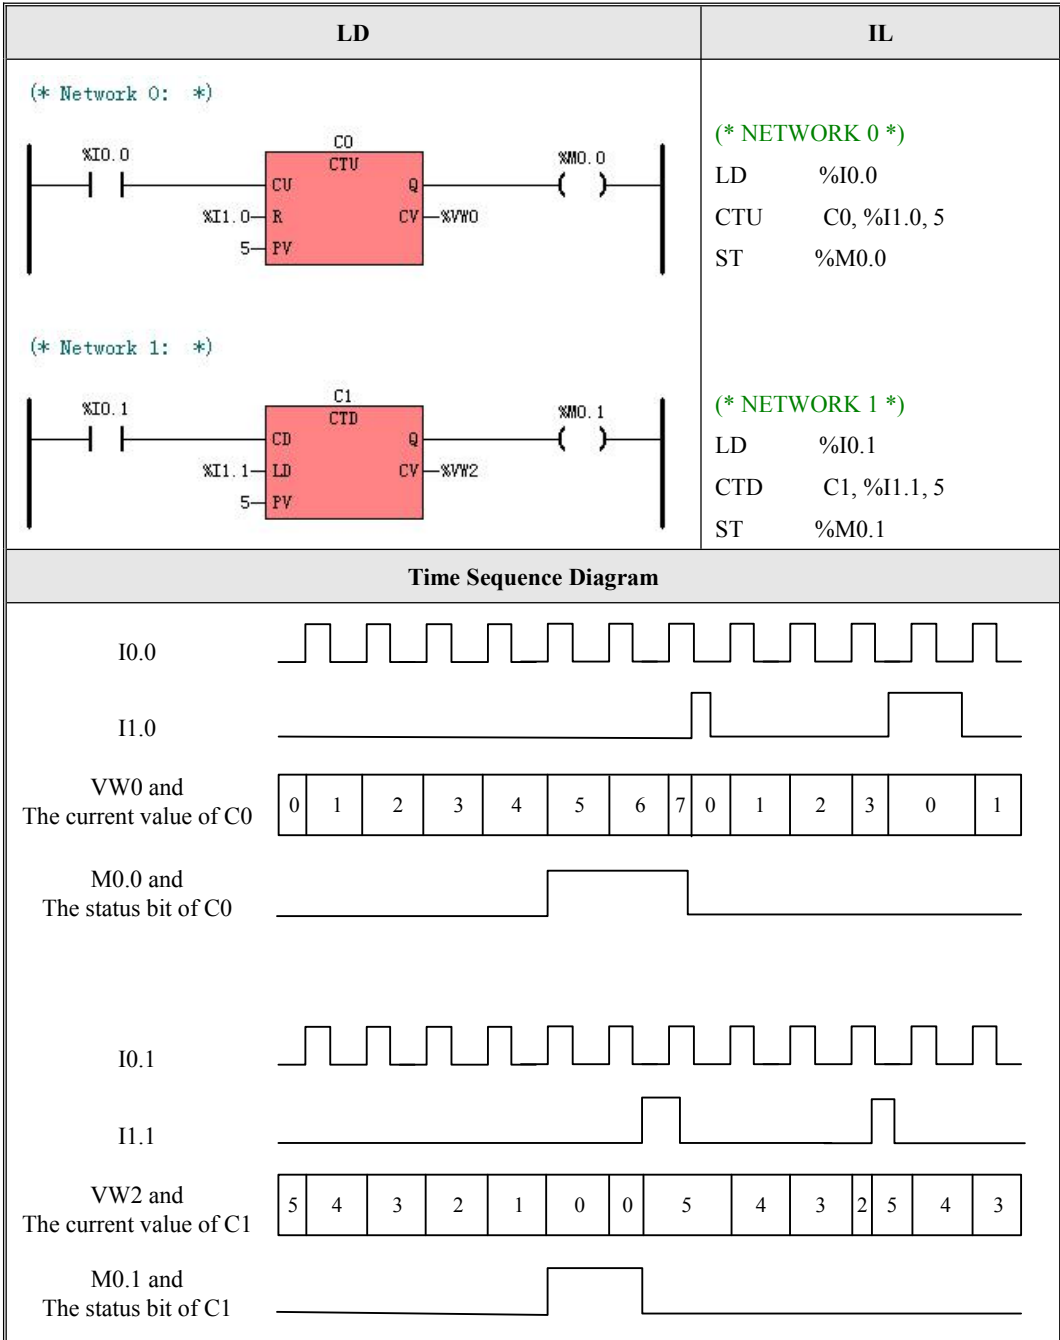 LD
IL
(* Network 0: *)
C0
CTU
%I0.0
CU
Q
%M0.0
%I1.0
R
CV
%VW0
5
PV
(* NETWORK 0 *)
LD %I0.0
CTU C0, %I1.0, 5
ST %M0.0
(* Network 1: *)
C1
CTD
%I0.1
CD
Q
%M0.1
%I1.1
LD
CV
%VW2
5
PV
(* NETWORK 1 *)
LD %I0.1
CTD C1, %I1.1, 5
ST %M0.1
Time Sequence Diagram
I0.0
I1.0
VW0 and
The current value of C0
0 1 2 3 4 5 6 7 0 1 2 3 0 1
M0.0 and
The status bit of C0
I0.1
I1.1
VW2 and
The current value of C1
5 4 3 2 1 0 0 5 4 3 2 5 4 3
M0.1 and
The status bit of C1